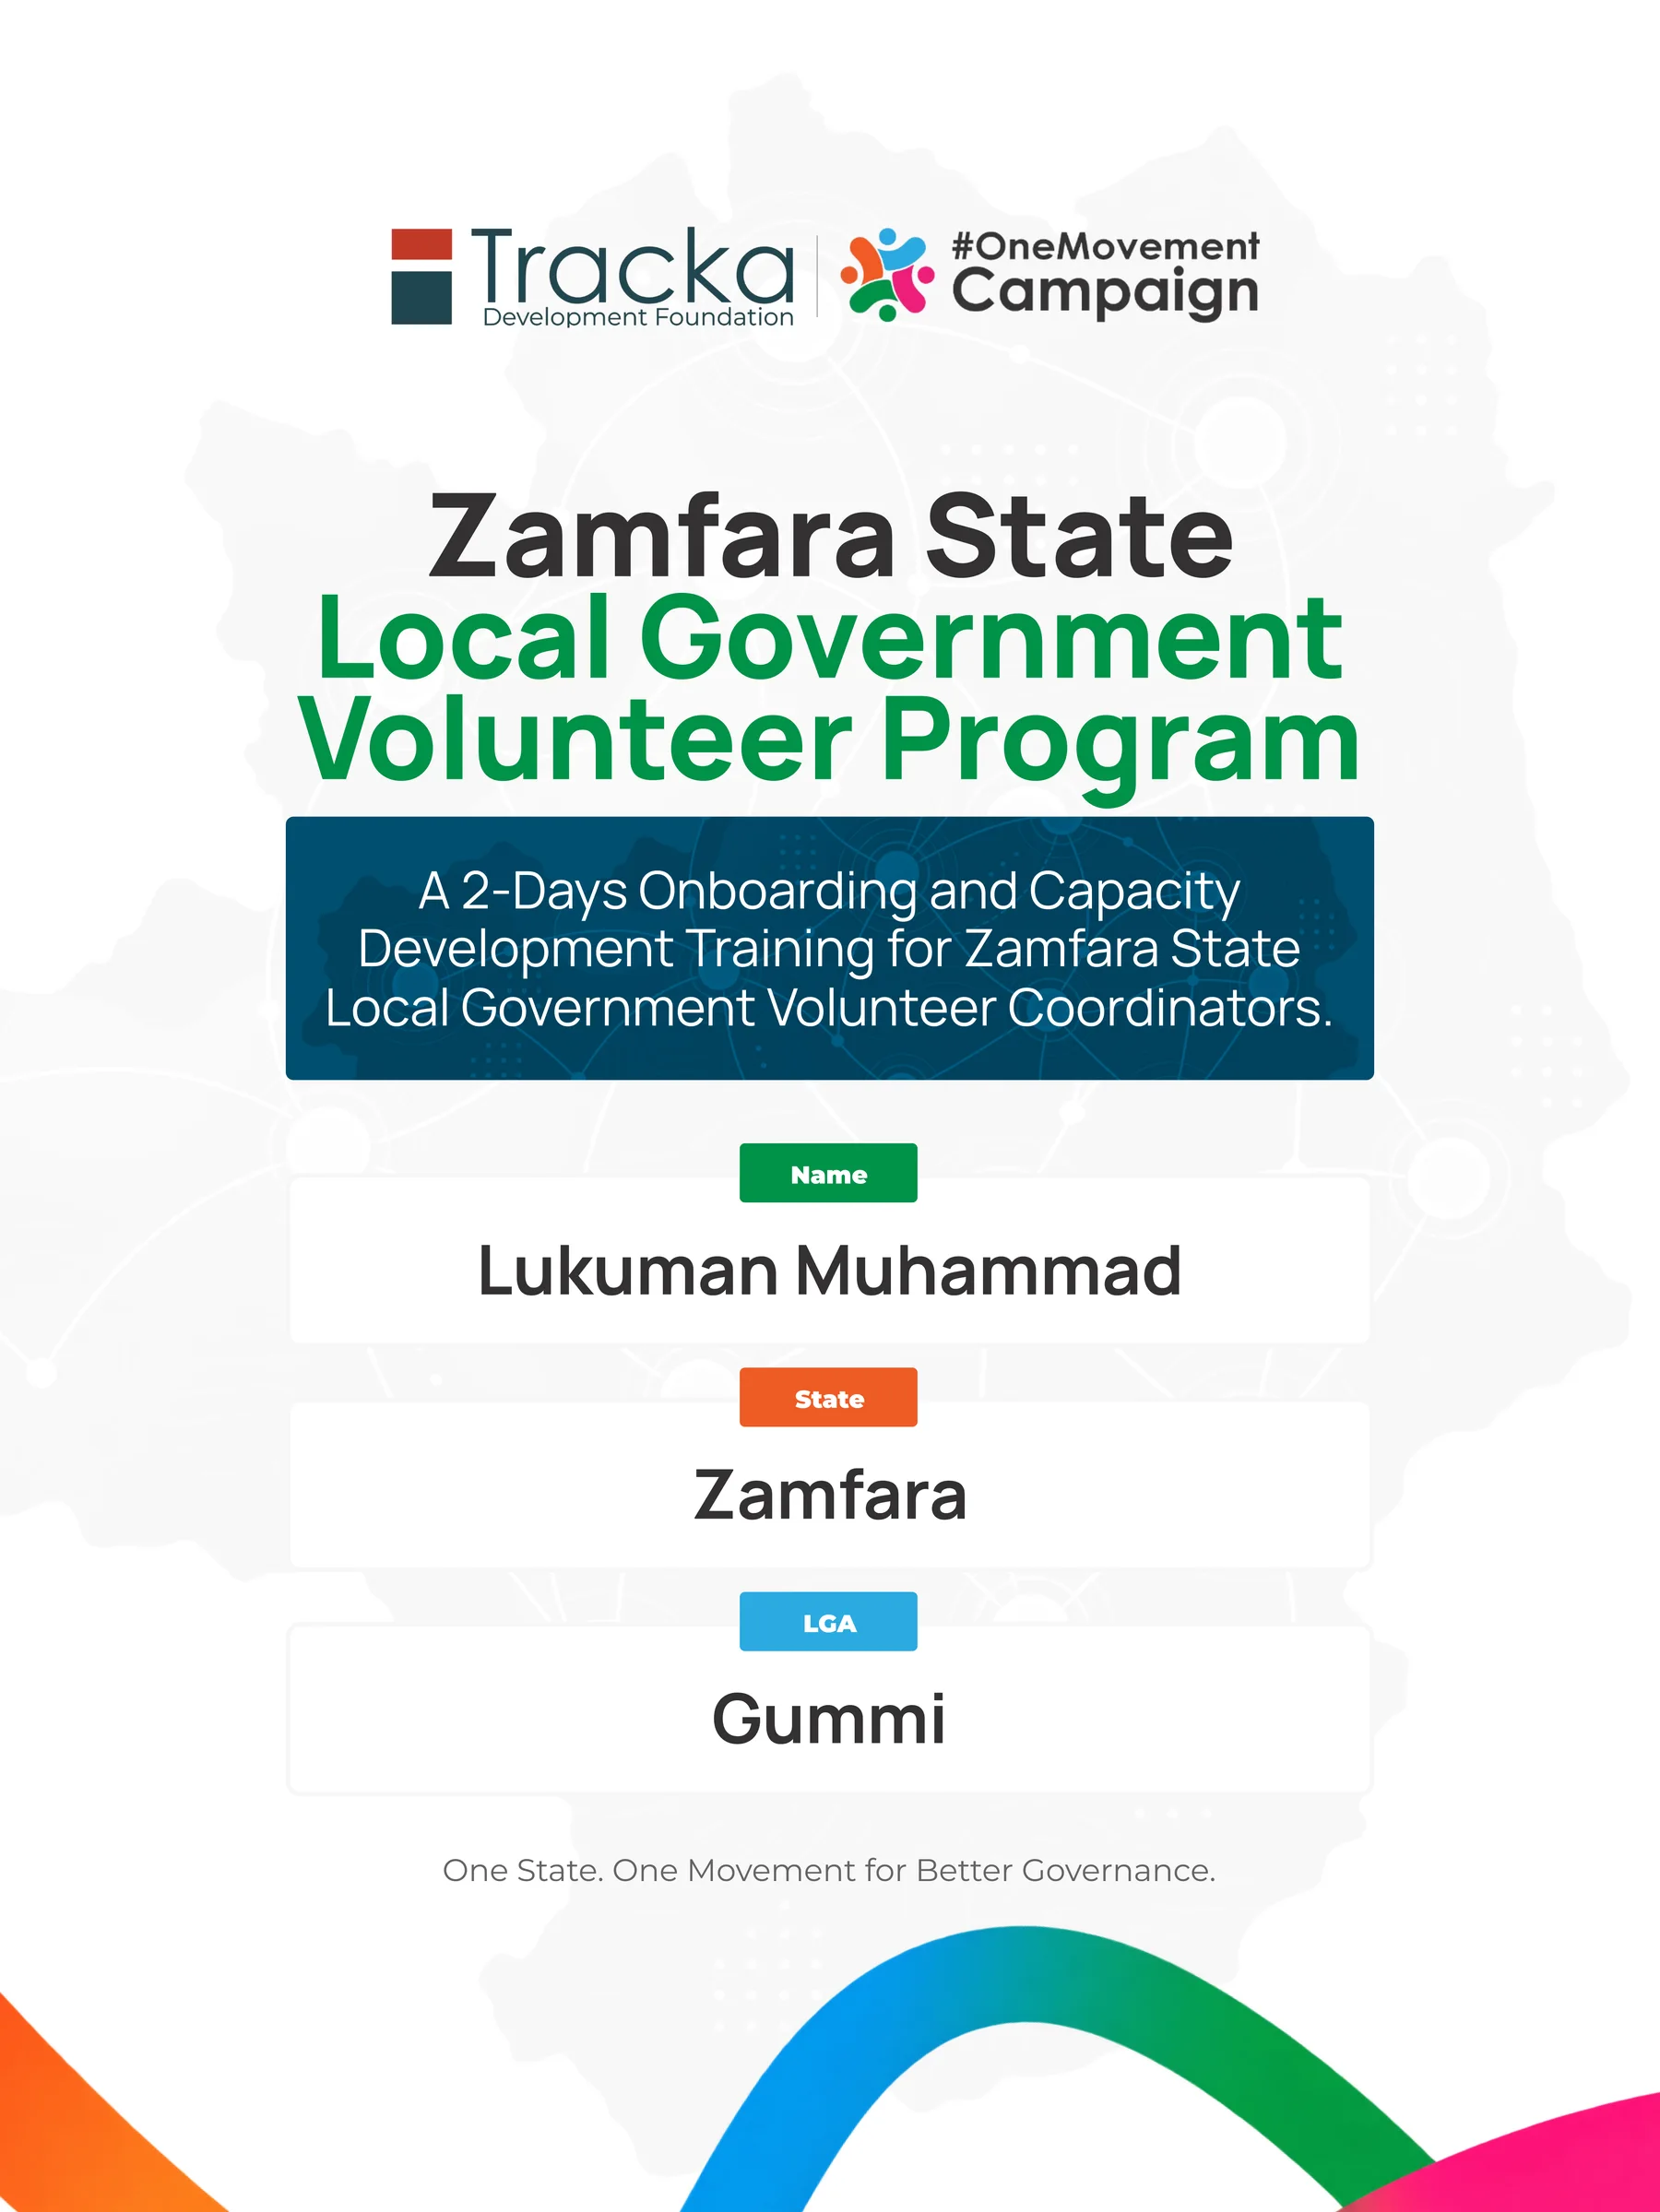 Tracka
Development Foundation
#OneMovement
Campaign
Zamfara State
Local Government
Volunteer Program
A 2-Days Onboarding and Capacity
Development Training for Zamfara State
Local Government Volunteer Coordinators.
Name
Lukuman Muhammad
State
Zamfara
LGA
Gummi
One State. One Movement for Better Governance.